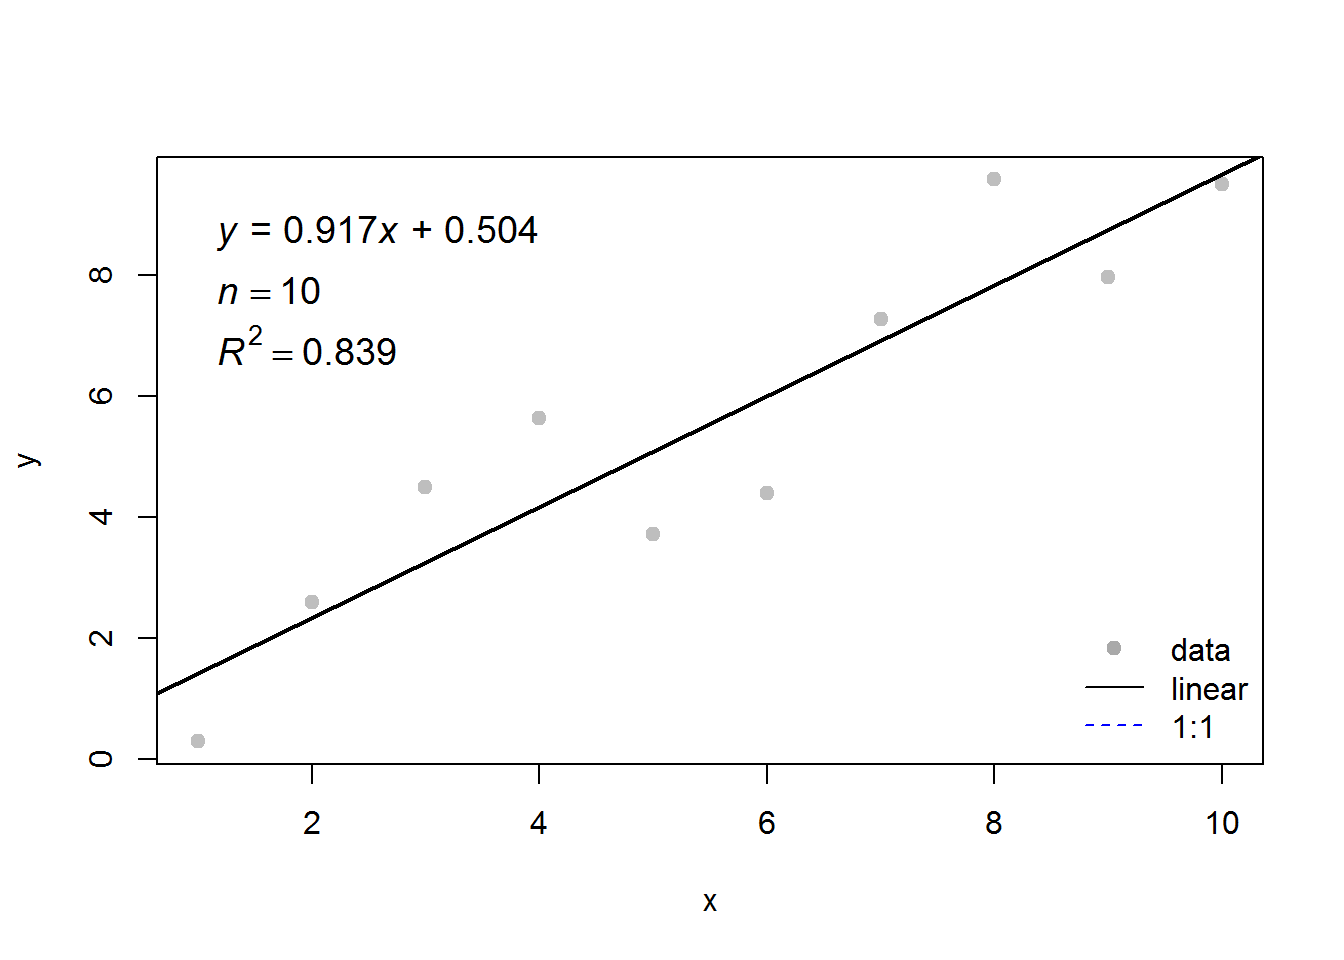 y = 0.917x + 0.504
n = 10
R² = 0.839
8
6
4
2
0
y
data
linear
1:1
2 4 6 8 10
x